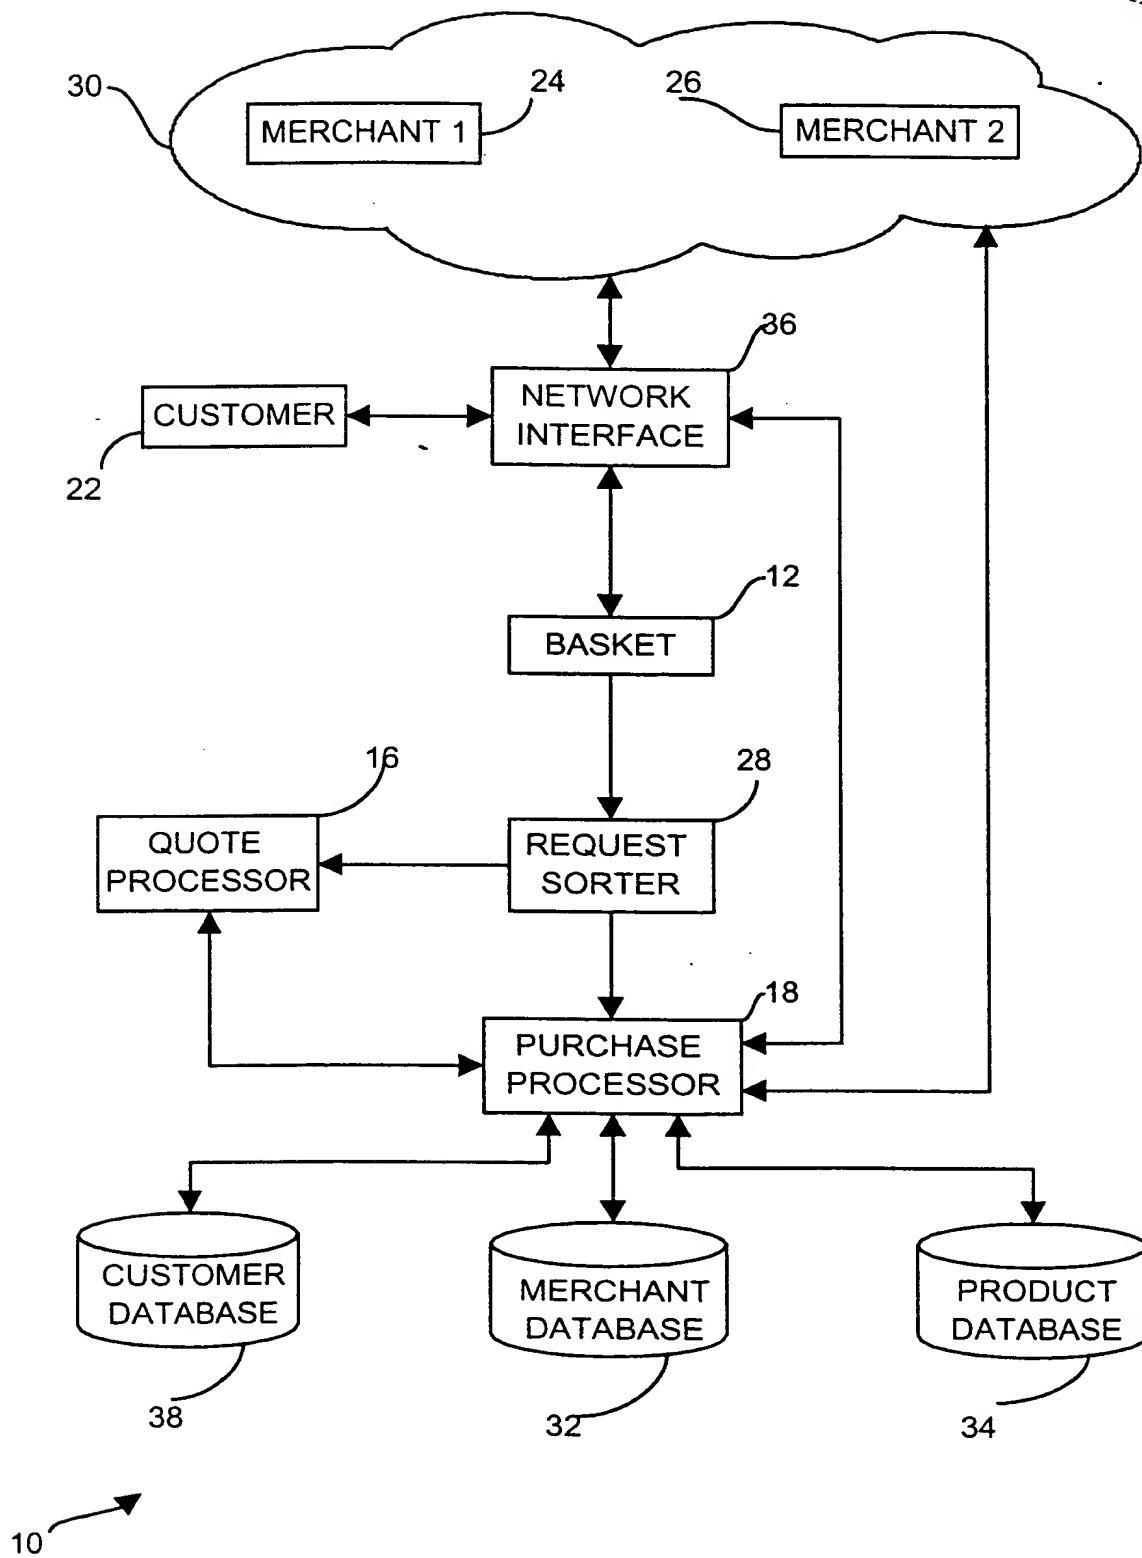 30
24
26
MERCHANT 1
MERCHANT 2
36
NETWORK
INTERFACE
CUSTOMER
22
12
BASKET
16
28
QUOTE
PROCESSOR
REQUEST
SORTER
18
PURCHASE
PROCESSOR
CUSTOMER
DATABASE
MERCHANT
DATABASE
PRODUCT
DATABASE
38
32
34
10